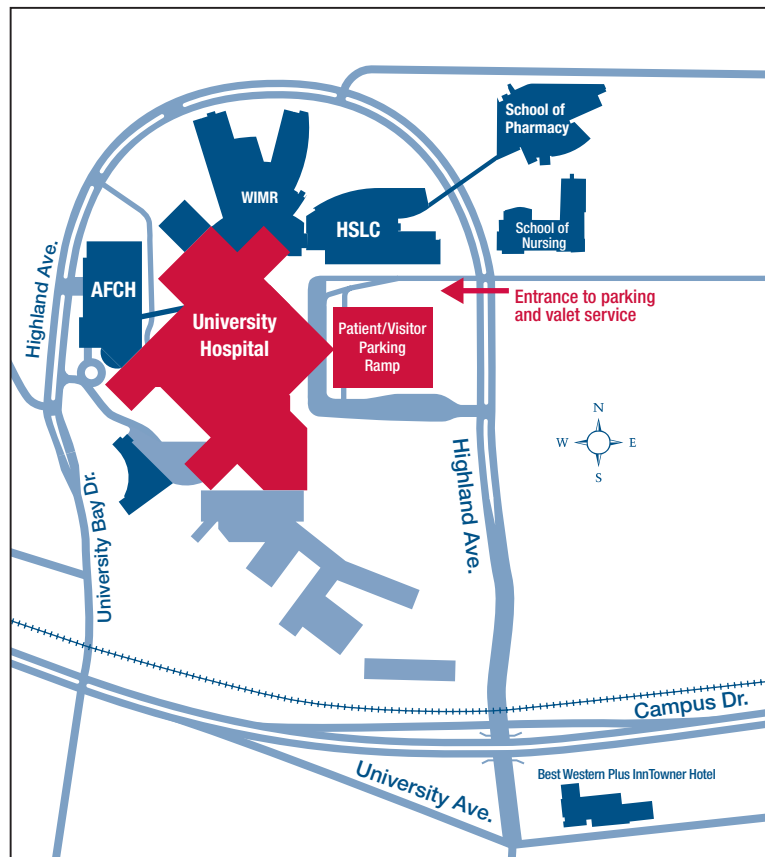 School of
Pharmacy
WIMR
HSLC
School of
Nursing
Highland Ave.
AFCH
Entrance to parking
and valet service
University
Hospital
Patient/Visitor
Parking
Ramp
N
W
E
S
Highland Ave.
University Bay Dr.
Campus Dr.
University Ave.
Best Western Plus InnTowner Hotel